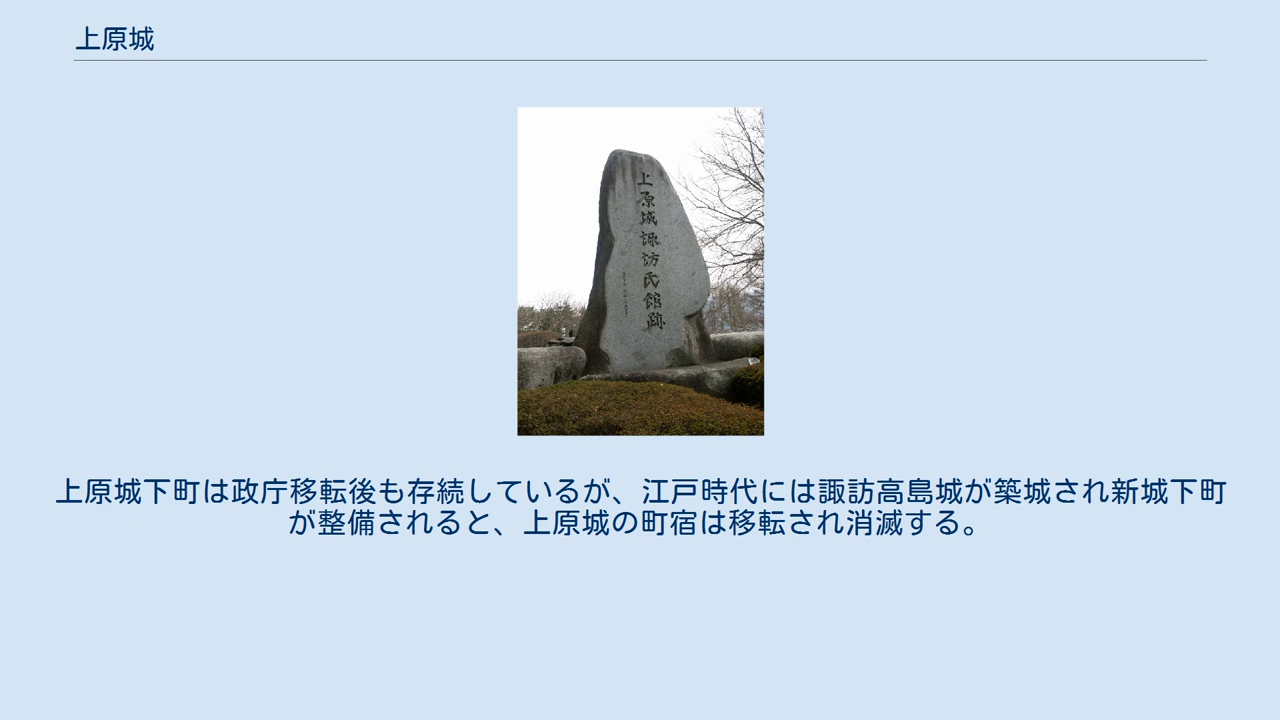 上原城
上原城諏訪氏館跡
上原城下町は政庁移転後も存続しているが、江戸時代には諏訪高島城が築城され新城下町
が整備されると、上原城の町宿は移転され消滅する。